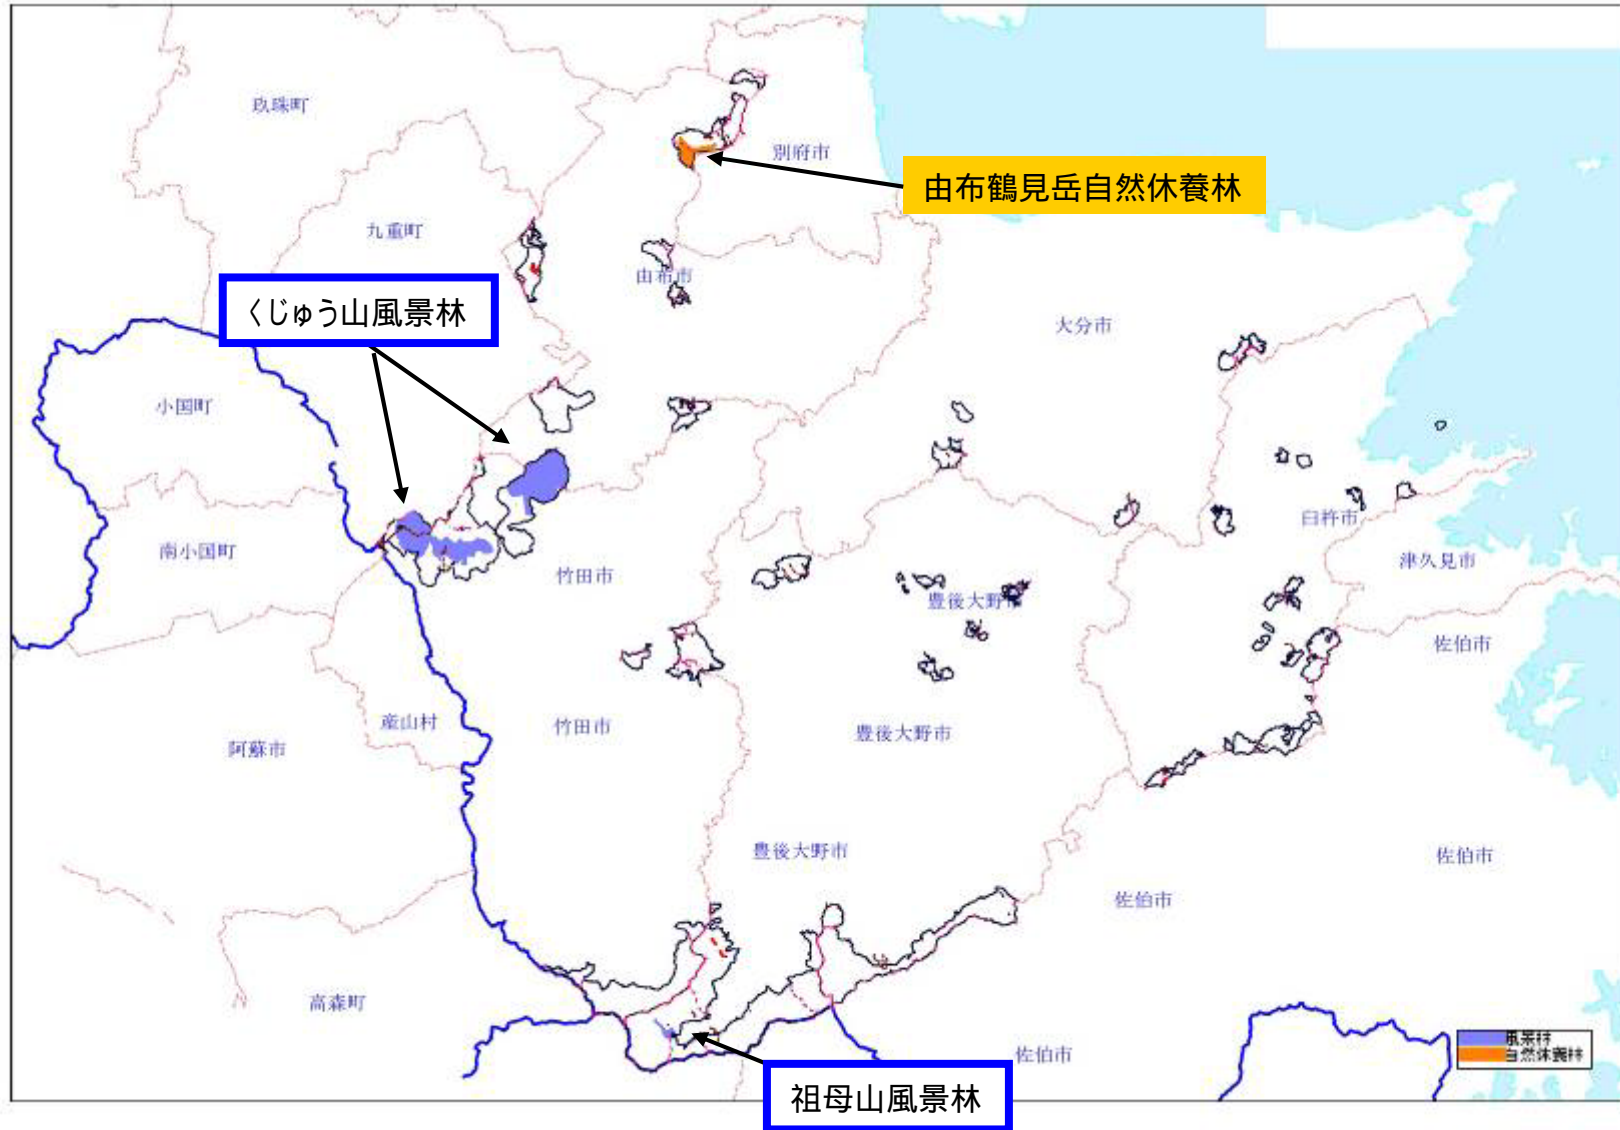 玖珠町
別府市
由布鶴見岳自然休養林
九重町
由布市
くじゅう山風景林
大分市
小国町
臼杵市
南小国町
津久見市
竹田市
豊後大野市
佐伯市
産山村
竹田市
豊後大野市
阿蘇市
豊後大野市
佐伯市
佐伯市
高森町
佐伯市
風景林
自然休養林
祖母山風景林